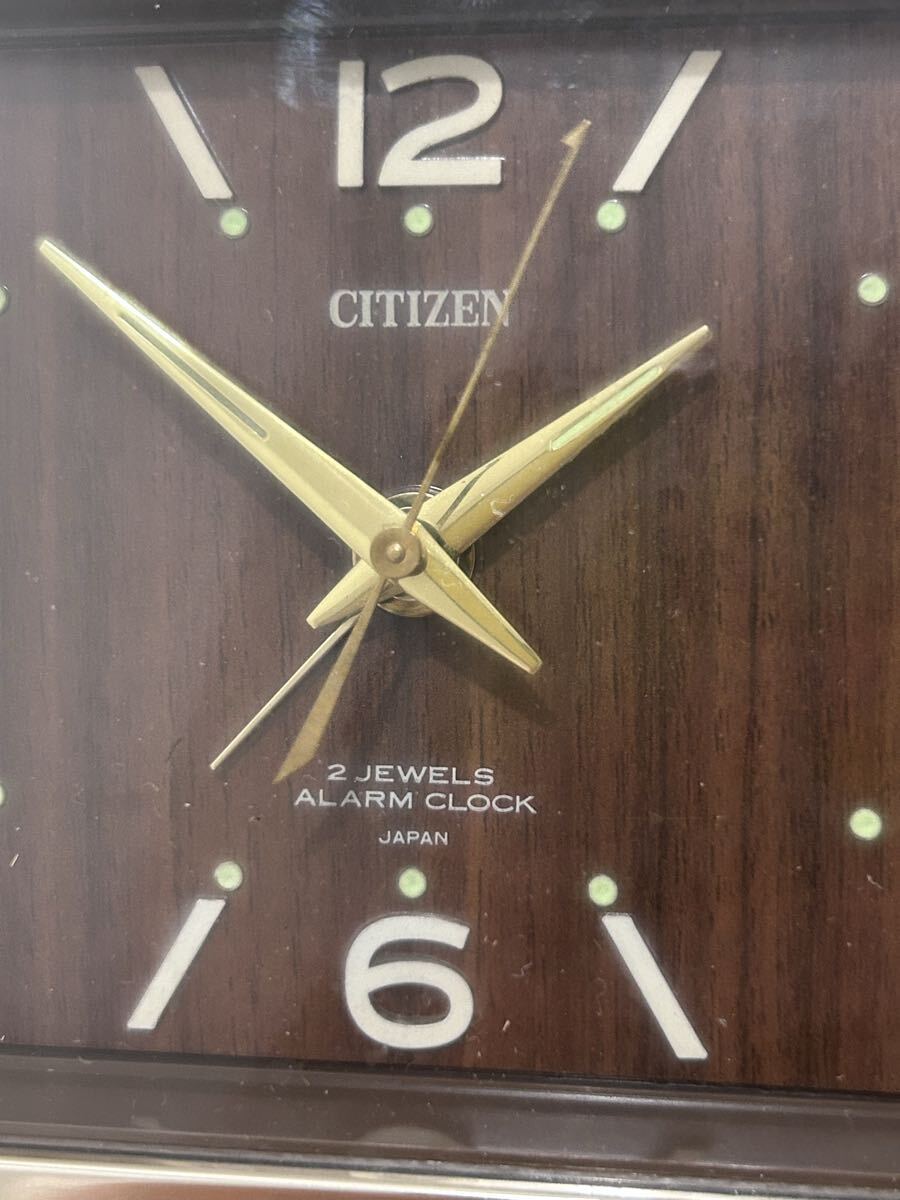 12
CITIZEN
2 JEWELS
ALARM CLOCK
JAPAN
6